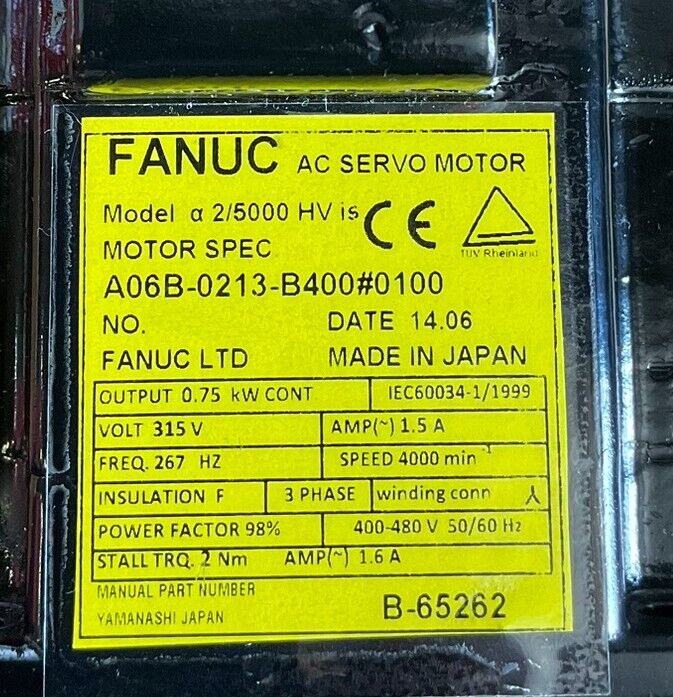 FANUC AC SERVO MOTOR
Model α 2/5000 HV is CE
MOTOR SPEC
TÜV Rheinland
A06B-0213-B400#0100
NO. DATE 14.06
FANUC LTD MADE IN JAPAN
OUTPUT 0.75 kW CONT IEC60034-1/1999
VOLT 315 V AMP(~) 1.5 A
FREQ. 267 HZ SPEED 4000 min⁻¹
INSULATION F 3 PHASE winding conn ⅄
POWER FACTOR 98% 400-480 V 50/60 Hz
STALL TRQ. 2 Nm AMP(~) 1.6 A
MANUAL PART NUMBER
B-65262
YAMANASHI JAPAN